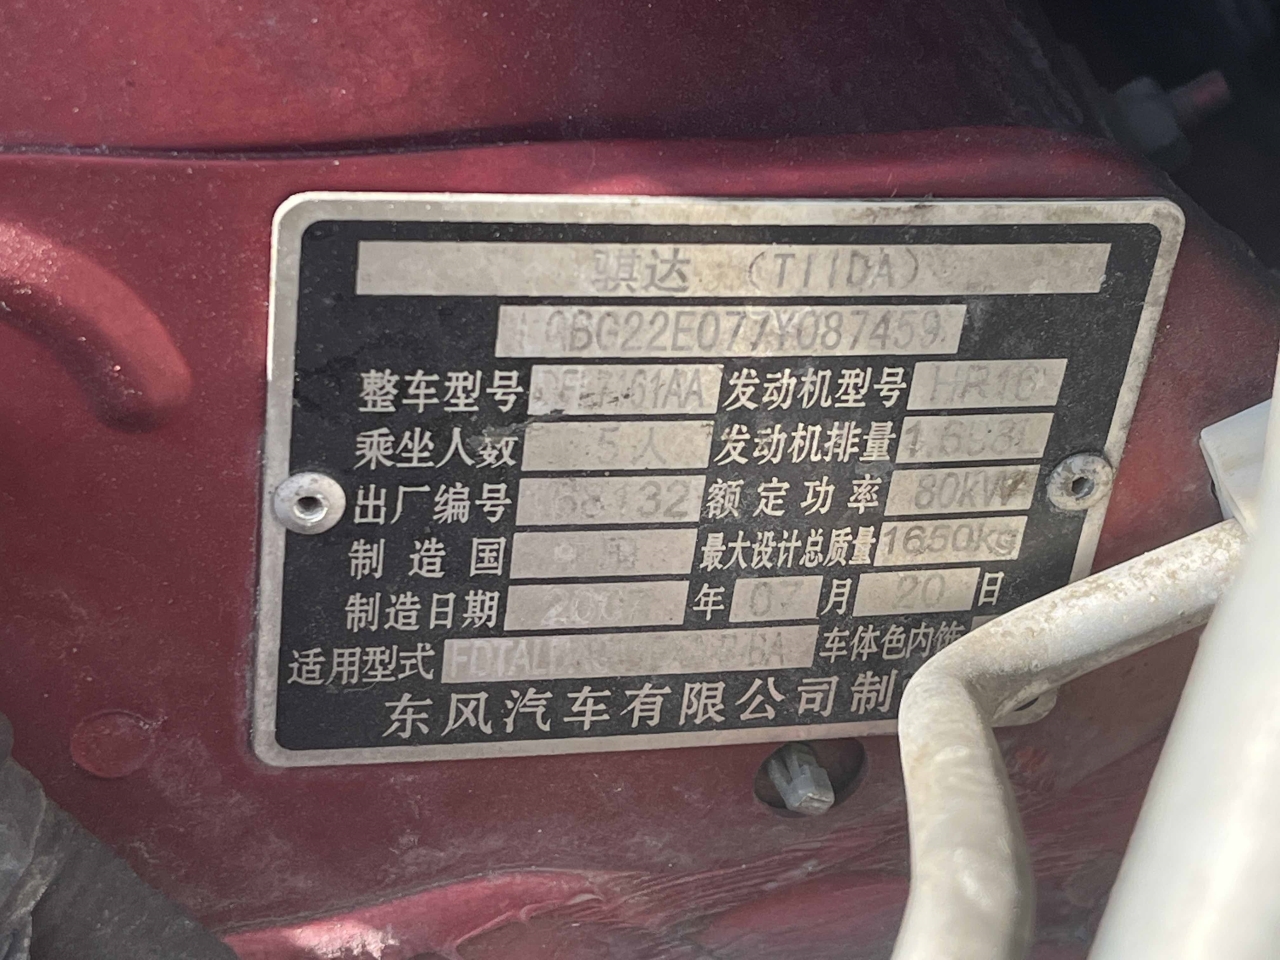 骐达 （TIIDA）
BG22E077Y087459
整车型号 61AA 发动机型号 HR16
乘坐人数 5人 发动机排量
出厂编号 额定功率 80kW
制造国 最大设计总质量 1650kg
制造日期 年 月 20 日
适用型式 车体色内饰
东风汽车有限公司制